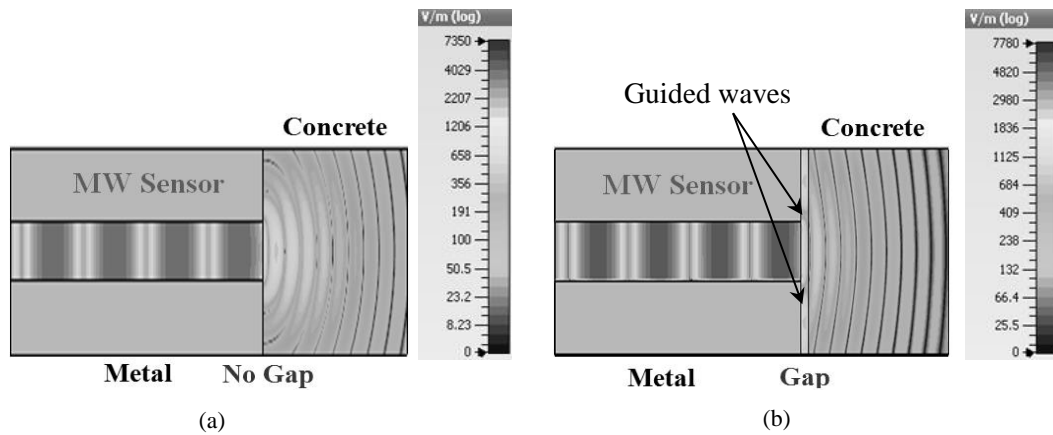 V/m (log)
7350
4029
2207
1206
658
356
191
100
50.5
23.2
8.23
0
Concrete
MW Sensor
Metal
No Gap
(a)
V/m (log)
7780
4820
2980
1836
1125
684
409
238
132
66.4
25.5
0
Guided waves
Concrete
MW Sensor
Metal
Gap
(b)